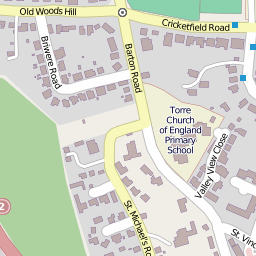 Old Woods Hill
Cricketfield Road
Briwere Road
Barton Road
Torre
Church
of England
Primary
School
Valley View Close
St. Michael's Ro
St. Vinc
2